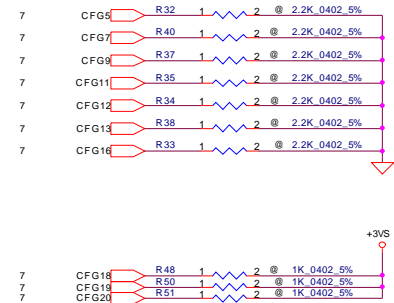 7 CFG5 R32 1 2 @ 2.2K_0402_5%
7 CFG7 R40 1 2 @ 2.2K_0402_5%
7 CFG9 R37 1 2 @ 2.2K_0402_5%
7 CFG11 R35 1 2 @ 2.2K_0402_5%
7 CFG12 R34 1 2 @ 2.2K_0402_5%
7 CFG13 R38 1 2 @ 2.2K_0402_5%
7 CFG16 R33 1 2 @ 2.2K_0402_5%
+3VS
7 CFG18 R48 1 2 @ 1K_0402_5%
7 CFG19 R50 1 2 @ 1K_0402_5%
7 CFG20 R51 1 2 @ 1K_0402_5%